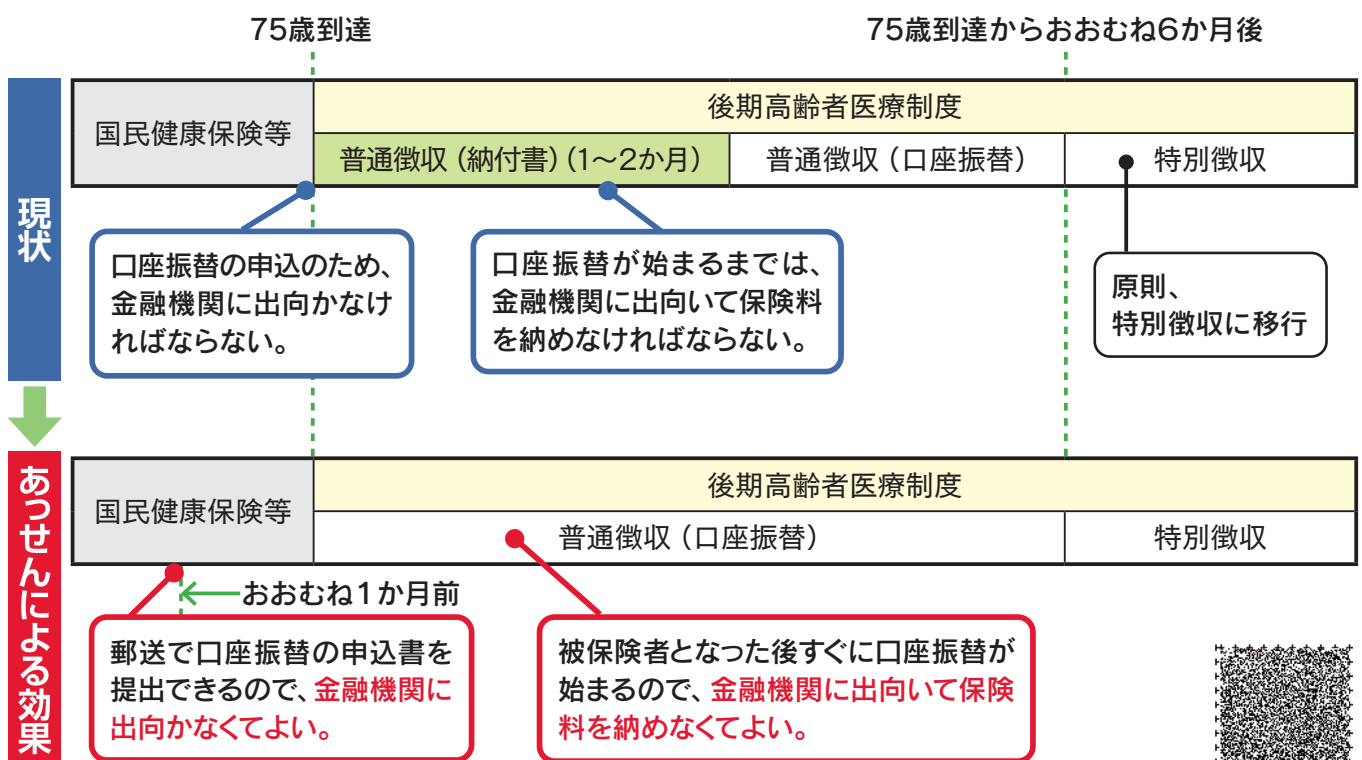 75歳到達
75歳到達からおおむね6か月後
現状
国民健康保険等
後期高齢者医療制度
普通徴収（納付書）（1〜2か月）
普通徴収（口座振替）
特別徴収
口座振替の申込のため、
金融機関に出向かなけ
ればならない。
口座振替が始まるまでは、
金融機関に出向いて保険料
を納めなければならない。
原則、
特別徴収に移行
あっせんによる効果
国民健康保険等
後期高齢者医療制度
普通徴収（口座振替）
特別徴収
おおむね1か月前
郵送で口座振替の申込書を
提出できるので、金融機関に
出向かなくてよい。
被保険者となった後すぐに口座振替が
始まるので、金融機関に出向いて保険
料を納めなくてよい。